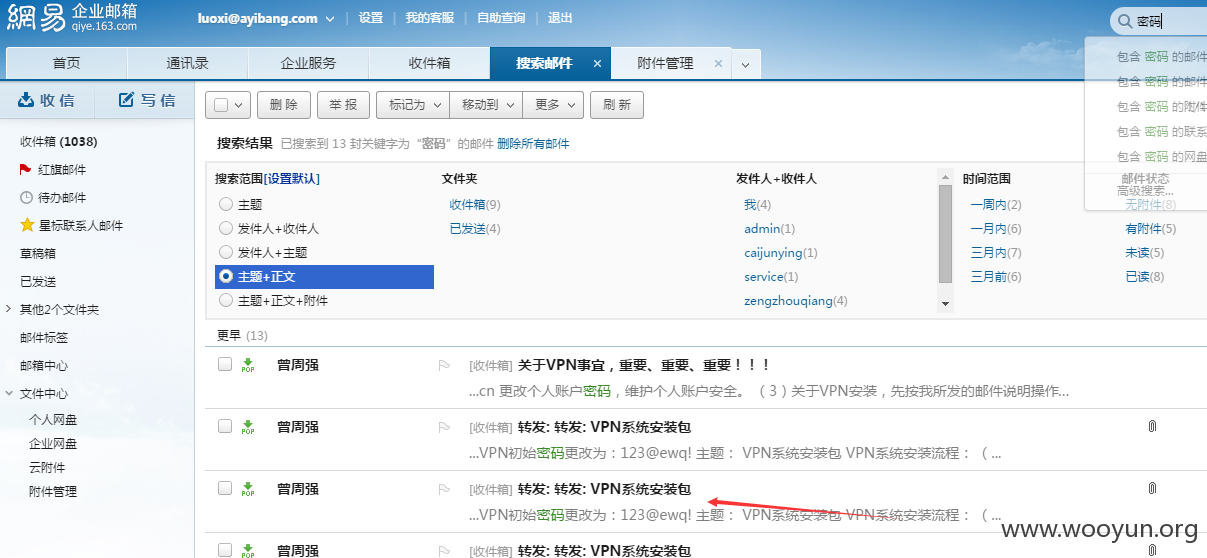 網易 企业邮箱 qiye.163.com luoxi@ayibang.com 设置 我的客服 自助查询 退出 密码
包含 密码 的邮件
包含 密码 的邮件
包含 密码 的附件
包含 密码 的联系
包含 密码 的网盘
高级搜索...
首页 通讯录 企业服务 收件箱 搜索邮件 × 附件管理 ×
收信 写信
收件箱 (1038)
红旗邮件
待办邮件
星标联系人邮件
草稿箱
已发送
其他2个文件夹
邮件标签
邮箱中心
文件中心
个人网盘
企业网盘
云附件
附件管理
删除 举报 标记为 移动到 更多 刷新
搜索结果 已搜索到 13 封关键字为 “密码” 的邮件 删除所有邮件
搜索范围[设置默认]
主题
发件人+收件人
发件人+主题
主题+正文
主题+正文+附件
文件夹
收件箱(9)
已发送(4)
发件人+收件人
我(4)
admin(1)
caijunying(1)
service(1)
zengzhouqiang(4)
时间范围
一周内(2)
一月内(6)
三月内(7)
三月前(6)
邮件状态
无附件(8)
有附件(5)
未读(5)
已读(8)
更早 (13)
POP 曾周强 [收件箱] 关于VPN事宜，重要、重要、重要！！！
...cn 更改个人账户密码，维护个人账户安全。（3）关于VPN安装，先按我所发的邮件说明操作...
POP 曾周强 [收件箱] 转发: 转发: VPN系统安装包
...VPN初始密码更改为：123@ewq! 主题： VPN系统安装包 VPN系统安装流程：（...
POP 曾周强 [收件箱] 转发: 转发: VPN系统安装包
...VPN初始密码更改为：123@ewq! 主题： VPN系统安装包 VPN系统安装流程：（...
POP 曾周强 [收件箱] 转发: 转发: VPN系统安装包
www.wooyun.org